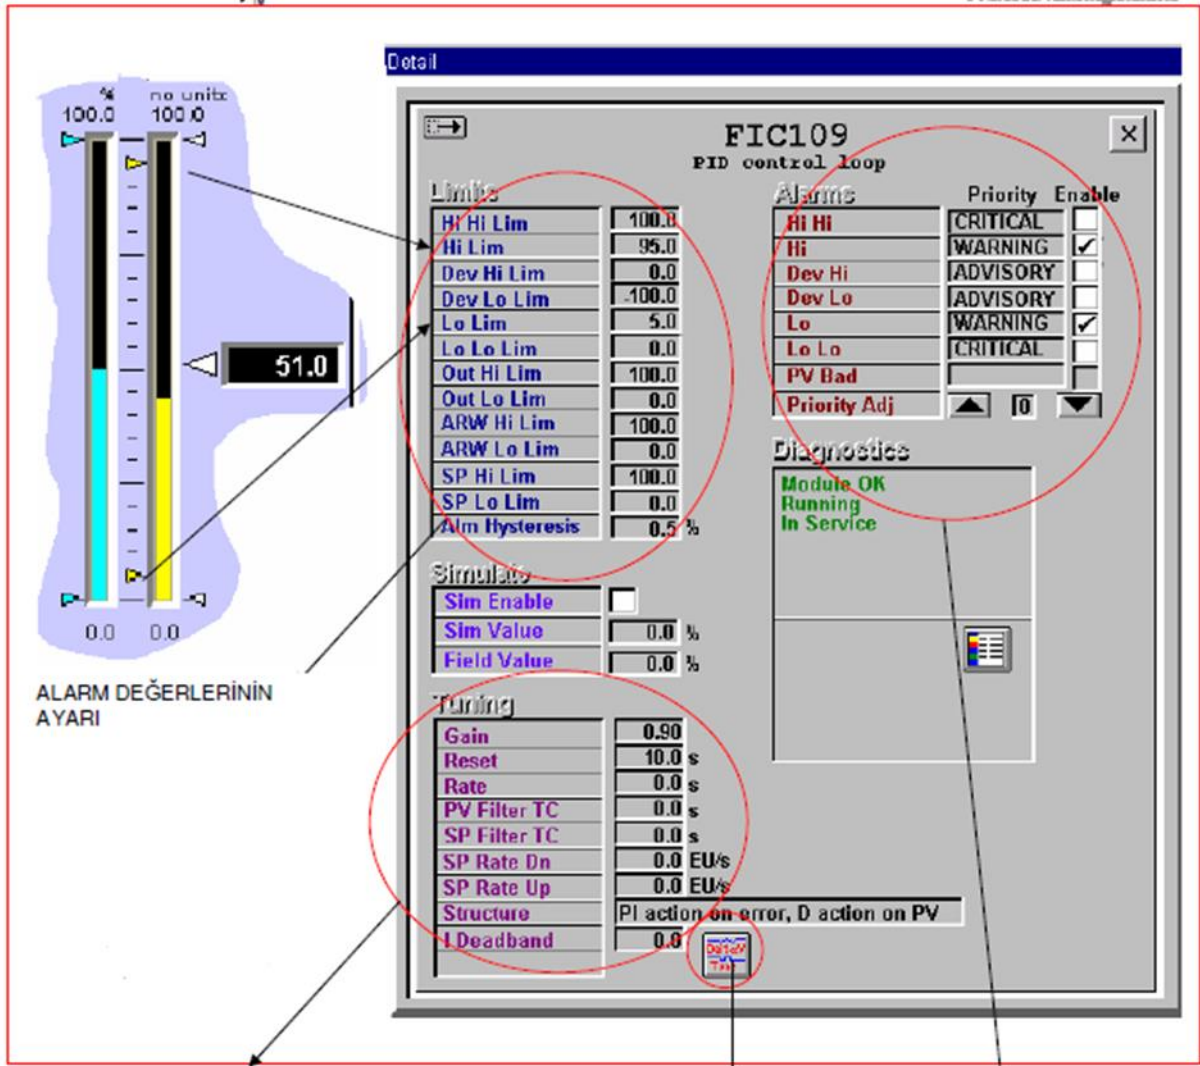 Detail
% no units
100.0 100.0
51.0
0.0 0.0
ALARM DEĞERLERİNİN
AYARI
FIC109
PID control loop
Limits
Hi Hi Lim 100.0
Hi Lim 95.0
Dev Hi Lim 0.0
Dev Lo Lim -100.0
Lo Lim 5.0
Lo Lo Lim 0.0
Out Hi Lim 100.0
Out Lo Lim 0.0
ARW Hi Lim 100.0
ARW Lo Lim 0.0
SP Hi Lim 100.0
SP Lo Lim 0.0
Alm Hysteresis 0.5 %
Simulate
Sim Enable
Sim Value 0.0 %
Field Value 0.0 %
Tuning
Gain 0.90
Reset 10.0 s
Rate 0.0 s
PV Filter TC 0.0 s
SP Filter TC 0.0 s
SP Rate Dn 0.0 EU/s
SP Rate Up 0.0 EU/s
Structure PI action on error, D action on PV
I Deadband 0.0
DeltaV
Tune
Alarms Priority Enable
Hi Hi CRITICAL
Hi WARNING
Dev Hi ADVISORY
Dev Lo ADVISORY
Lo WARNING
Lo Lo CRITICAL
PV Bad
Priority Adj 0
Diagnostics
Module OK
Running
In Service